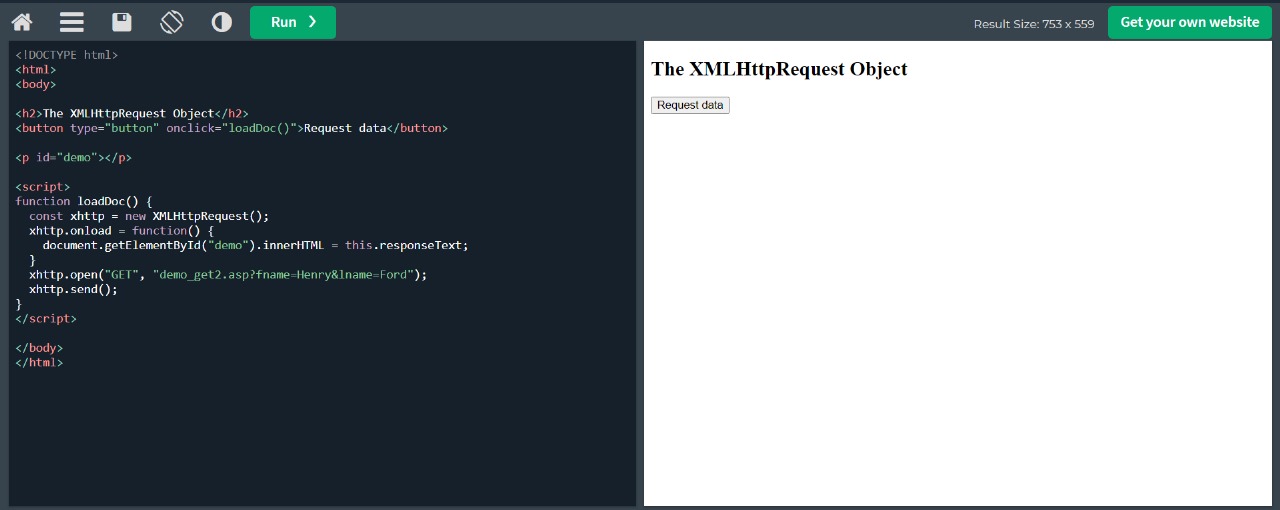 Run ❯
Result Size: 753 x 559
Get your own website
<!DOCTYPE html>
<html>
<body>

<h2>The XMLHttpRequest Object</h2>
<button type="button" onclick="loadDoc()">Request data</button>

<p id="demo"></p>

<script>
function loadDoc() {
  const xhttp = new XMLHttpRequest();
  xhttp.onload = function() {
    document.getElementById("demo").innerHTML = this.responseText;
  }
  xhttp.open("GET", "demo_get2.asp?fname=Henry&lname=Ford");
  xhttp.send();
}
</script>

</body>
</html>
The XMLHttpRequest Object
Request data